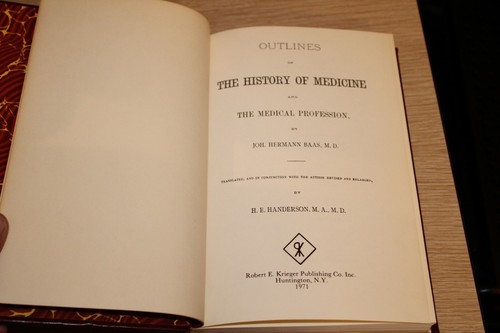 OUTLINES
OF
THE HISTORY OF MEDICINE
AND
THE MEDICAL PROFESSION.
BY
JOH. HERMANN BAAS, M. D.
TRANSLATED, AND IN CONJUNCTION WITH THE AUTHOR REVISED AND ENLARGED,
BY
H. E. HANDERSON, M. A., M. D.
Robert E. Krieger Publishing Co. Inc.
Huntington, N.Y.
1971